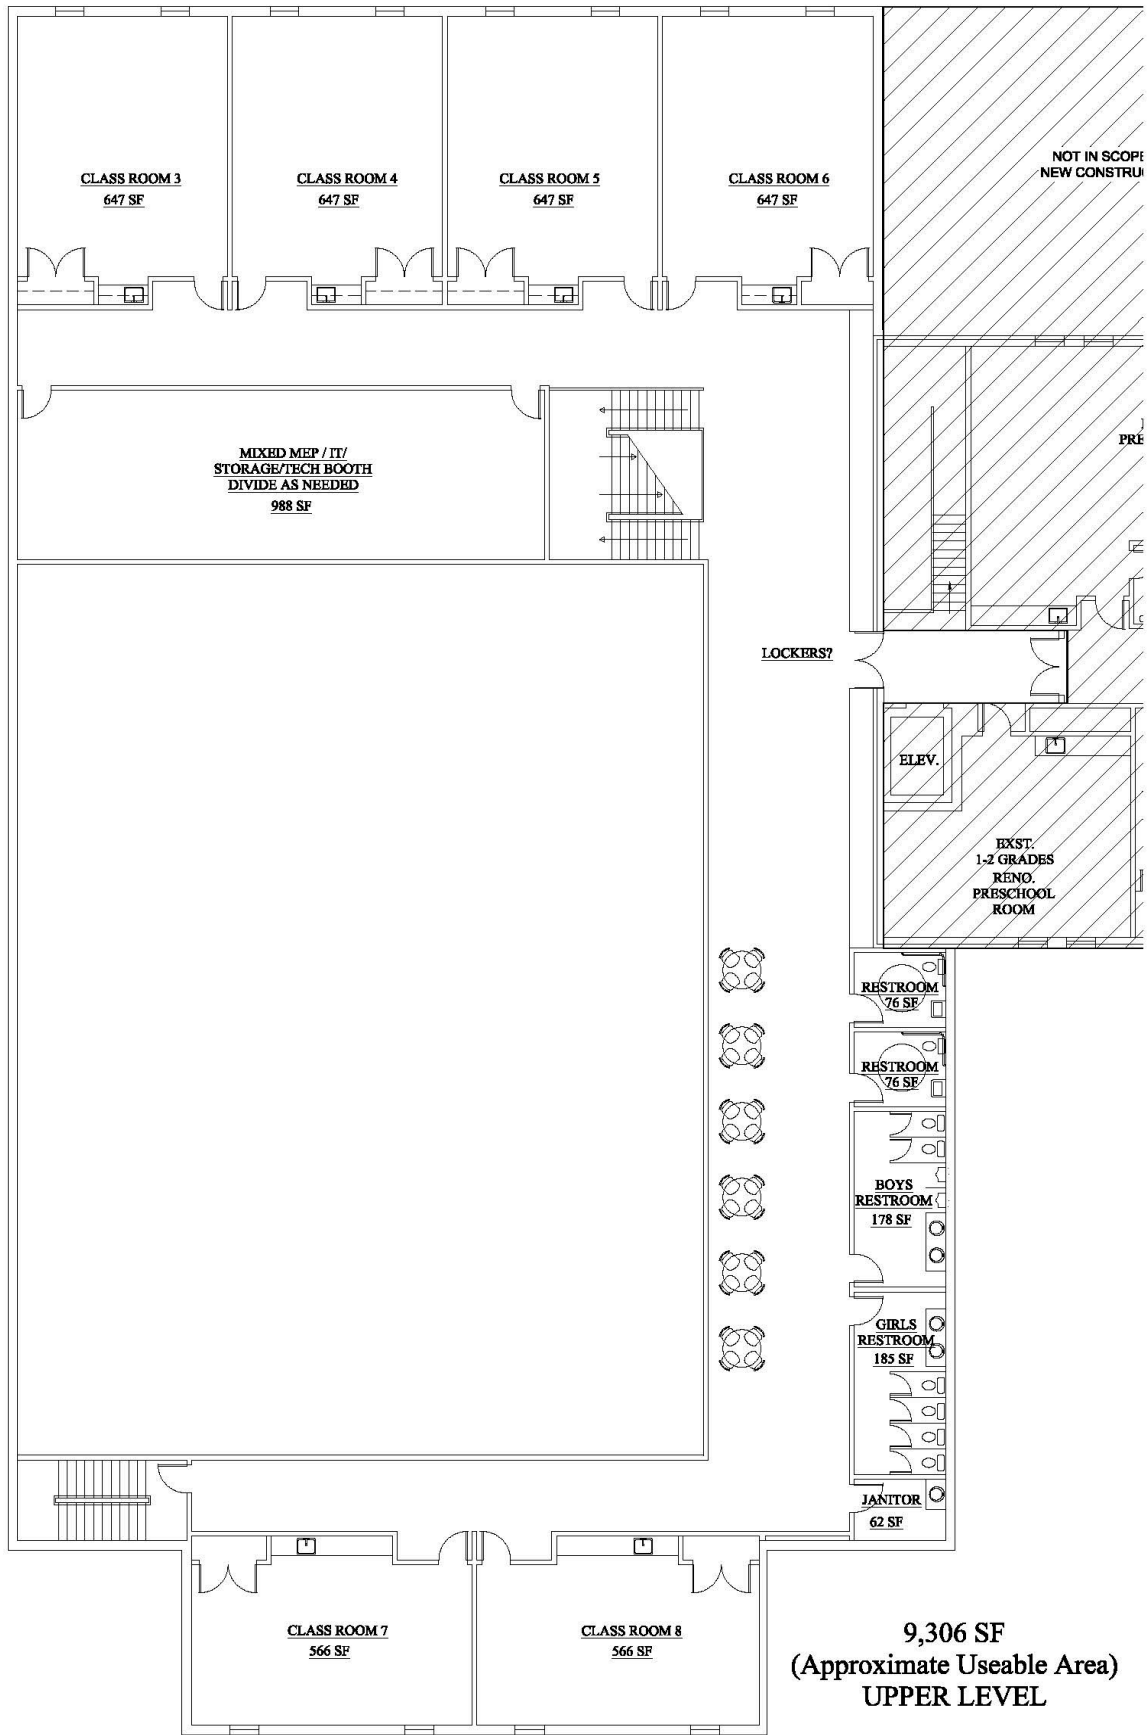 CLASS ROOM 3
647 SF
CLASS ROOM 4
647 SF
CLASS ROOM 5
647 SF
CLASS ROOM 6
647 SF
NOT IN SCOPE
NEW CONSTRU
MIXED MEP / IT/
STORAGE/TECH BOOTH
DIVIDE AS NEEDED
988 SF
PRE
LOCKERS?
ELEV.
EXST.
1-2 GRADES
RENO.
PRESCHOOL
ROOM
RESTROOM
76 SF
RESTROOM
76 SF
BOYS
RESTROOM
178 SF
GIRLS
RESTROOM
185 SF
JANITOR
62 SF
CLASS ROOM 7
566 SF
CLASS ROOM 8
566 SF
9,306 SF
(Approximate Useable Area)
UPPER LEVEL